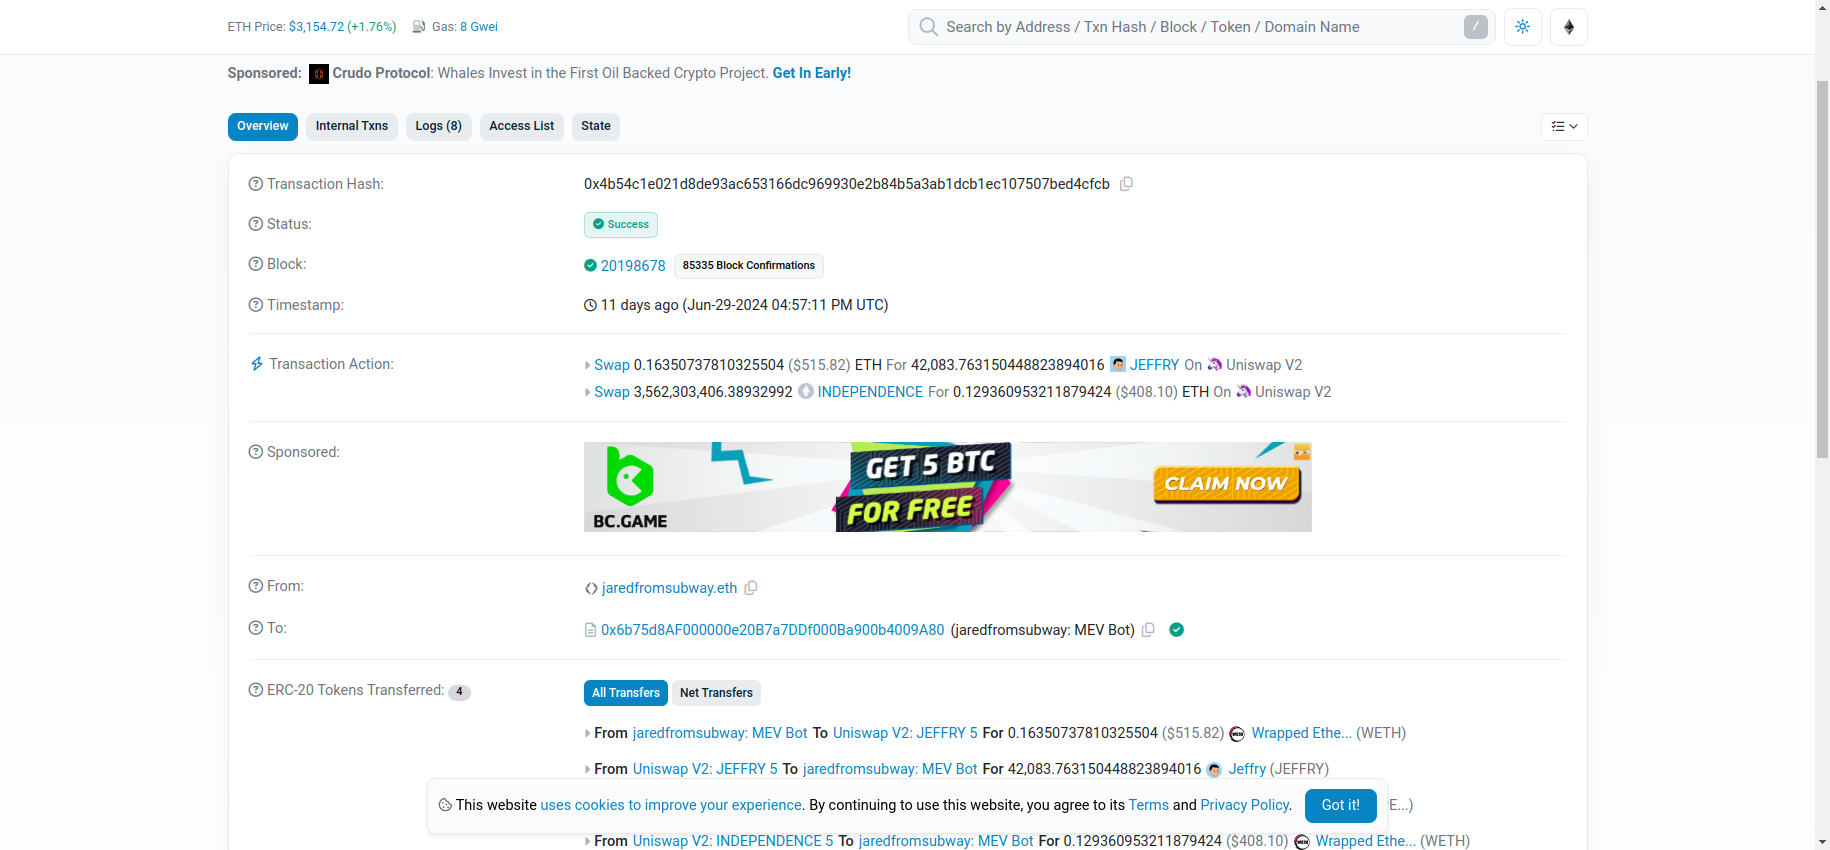 ETH Price: $3,154.72 (+1.76%) Gas: 8 Gwei
Search by Address / Txn Hash / Block / Token / Domain Name /
Sponsored: Crudo Protocol: Whales Invest in the First Oil Backed Crypto Project. Get In Early!
Overview Internal Txns Logs (8) Access List State
Transaction Hash: 0x4b54c1e021d8de93ac653166dc969930e2b84b5a3ab1dcb1ec107507bed4cfcb
Status: Success
Block: 20198678 85335 Block Confirmations
Timestamp: 11 days ago (Jun-29-2024 04:57:11 PM UTC)
Transaction Action: Swap 0.16350737810325504 ($515.82) ETH For 42,083.763150448823894016 JEFFRY On Uniswap V2
Swap 3,562,303,406.38932992 INDEPENDENCE For 0.129360953211879424 ($408.10) ETH On Uniswap V2
Sponsored:
BC.GAME
GET 5 BTC
FOR FREE
CLAIM NOW
From: jaredfromsubway.eth
To: 0x6b75d8AF000000e20B7a7DDf000Ba900b4009A80 (jaredfromsubway: MEV Bot)
ERC-20 Tokens Transferred: 4 All Transfers Net Transfers
From jaredfromsubway: MEV Bot To Uniswap V2: JEFFRY 5 For 0.16350737810325504 ($515.82) Wrapped Ethe... (WETH)
From Uniswap V2: JEFFRY 5 To jaredfromsubway: MEV Bot For 42,083.763150448823894016 Jeffry (JEFFRY)
This website uses cookies to improve your experience. By continuing to use this website, you agree to its Terms and Privacy Policy. Got it!
E...)
From Uniswap V2: INDEPENDENCE 5 To jaredfromsubway: MEV Bot For 0.129360953211879424 ($408.10) Wrapped Ethe... (WETH)